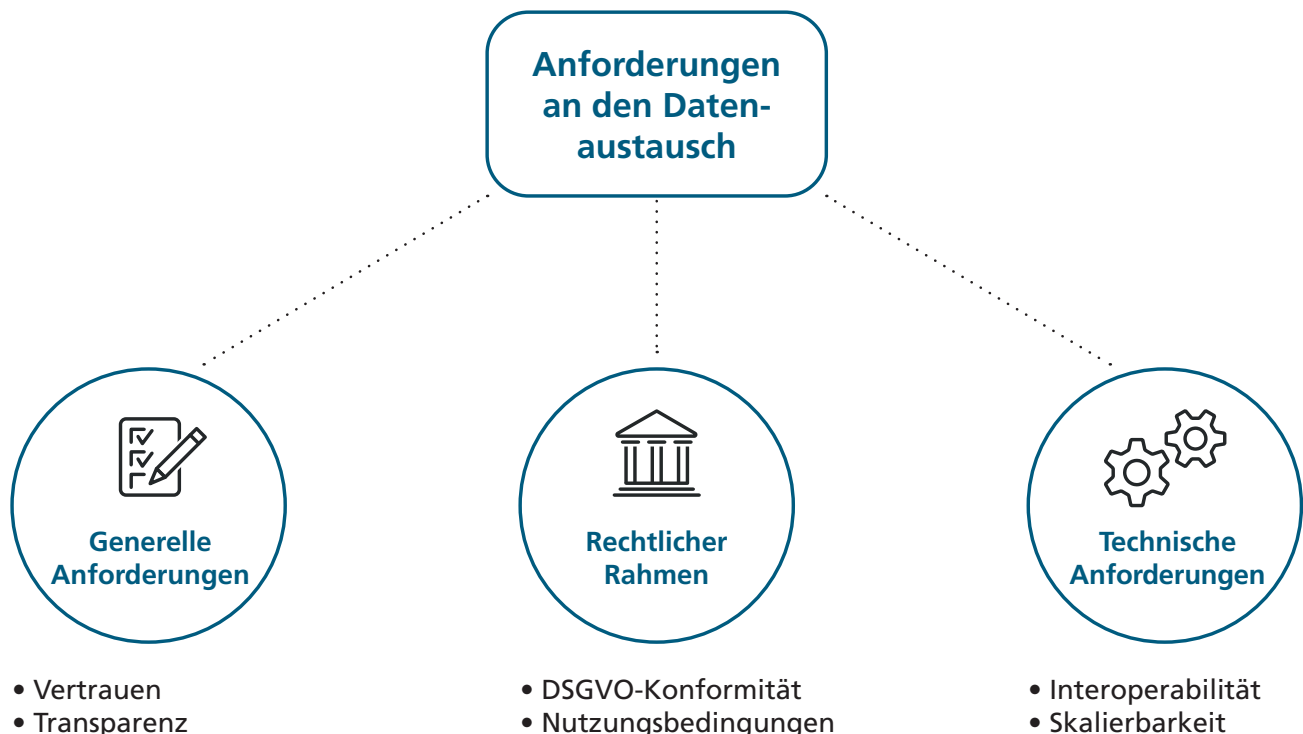 Anforderungen
an den Daten-
austausch
Generelle
Anforderungen
Rechtlicher
Rahmen
Technische
Anforderungen
• Vertrauen
• Transparenz
• DSGVO-Konformität
• Nutzungsbedingungen
• Interoperabilität
• Skalierbarkeit